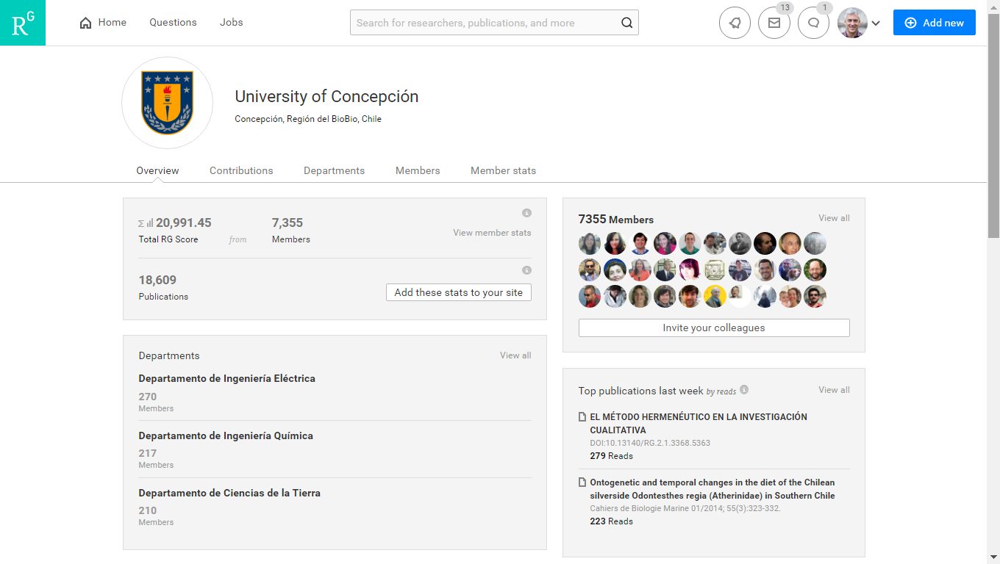 RG
Home
Questions
Jobs
Search for researchers, publications, and more
13
1
Add new
University of Concepción
Concepción, Región del BioBio, Chile
Overview
Contributions
Departments
Members
Member stats
Σ 20,991.45
Total RG Score
from
7,355
Members
View member stats
18,609
Publications
Add these stats to your site
Departments
View all
Departamento de Ingeniería Eléctrica
270
Members
Departamento de Ingeniería Química
217
Members
Departamento de Ciencias de la Tierra
210
Members
7355 Members
View all
Invite your colleagues
Top publications last week by reads
View all
EL MÉTODO HERMENÉUTICO EN LA INVESTIGACIÓN
CUALITATIVA
DOI:10.13140/RG.2.1.3368.5363
279 Reads
Ontogenetic and temporal changes in the diet of the Chilean
silverside Odontesthes regia (Atherinidae) in Southern Chile
Cahiers de Biologie Marine 01/2014; 55(3):323-332.
223 Reads